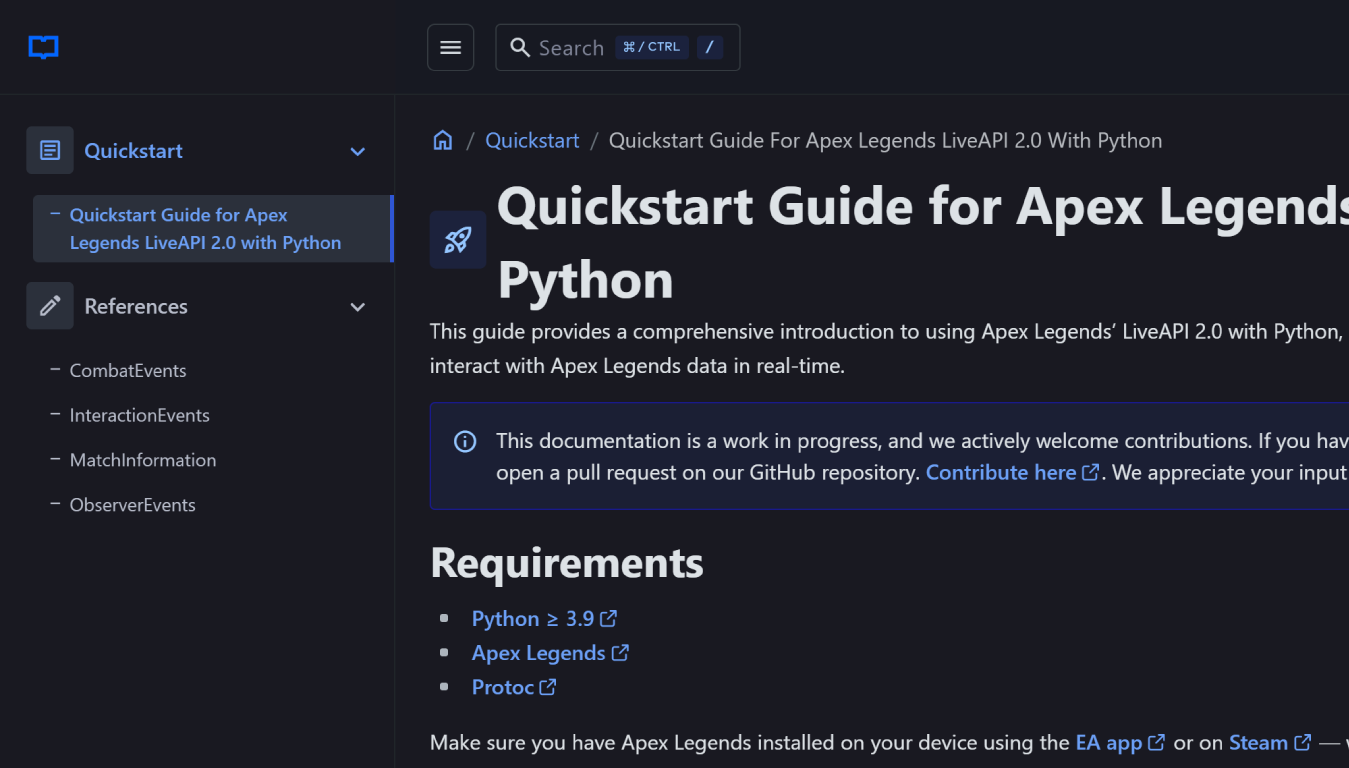 Search ⌘/CTRL /
Quickstart
Quickstart Guide for Apex
Legends LiveAPI 2.0 with Python
References
CombatEvents
InteractionEvents
MatchInformation
ObserverEvents
/ Quickstart / Quickstart Guide For Apex Legends LiveAPI 2.0 With Python
Quickstart Guide for Apex Legends
Python
This guide provides a comprehensive introduction to using Apex Legends’ LiveAPI 2.0 with Python,
interact with Apex Legends data in real-time.
This documentation is a work in progress, and we actively welcome contributions. If you hav
open a pull request on our GitHub repository. Contribute here. We appreciate your input
Requirements
Python ≥ 3.9
Apex Legends
Protoc
Make sure you have Apex Legends installed on your device using the EA app or on Steam —